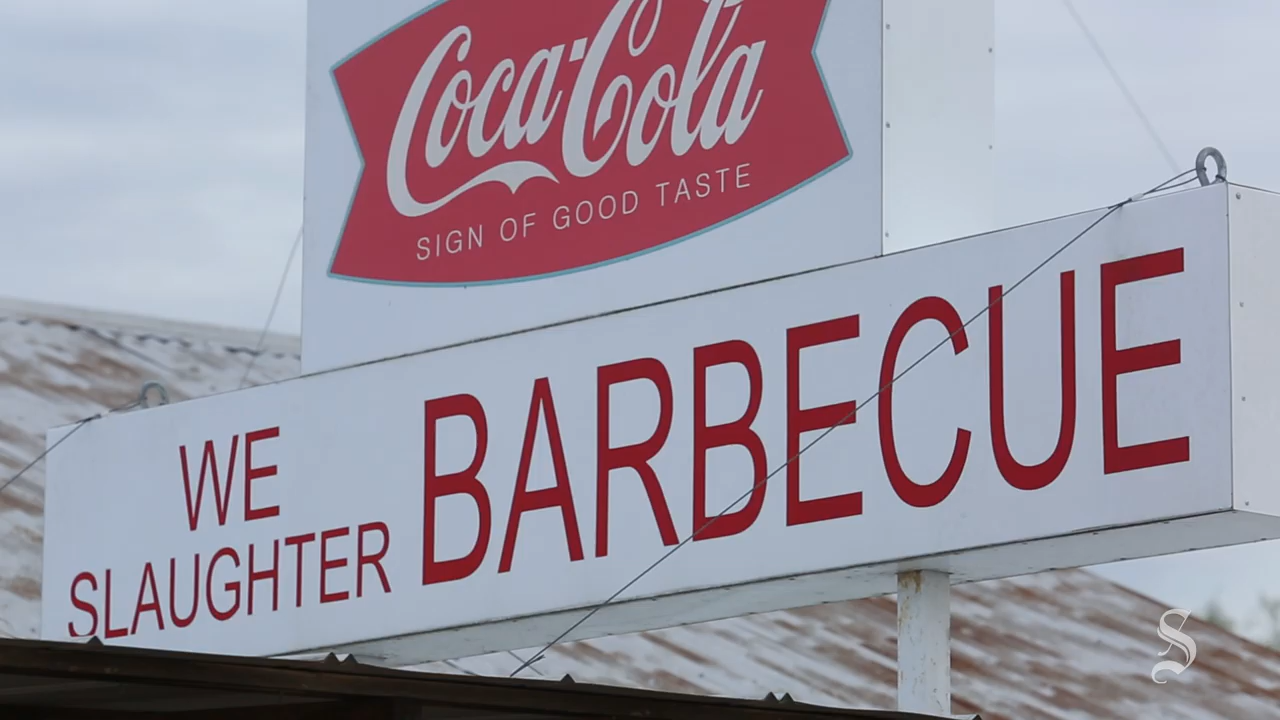 Coca-Cola
SIGN OF GOOD TASTE
WE
SLAUGHTER
BARBECUE
S